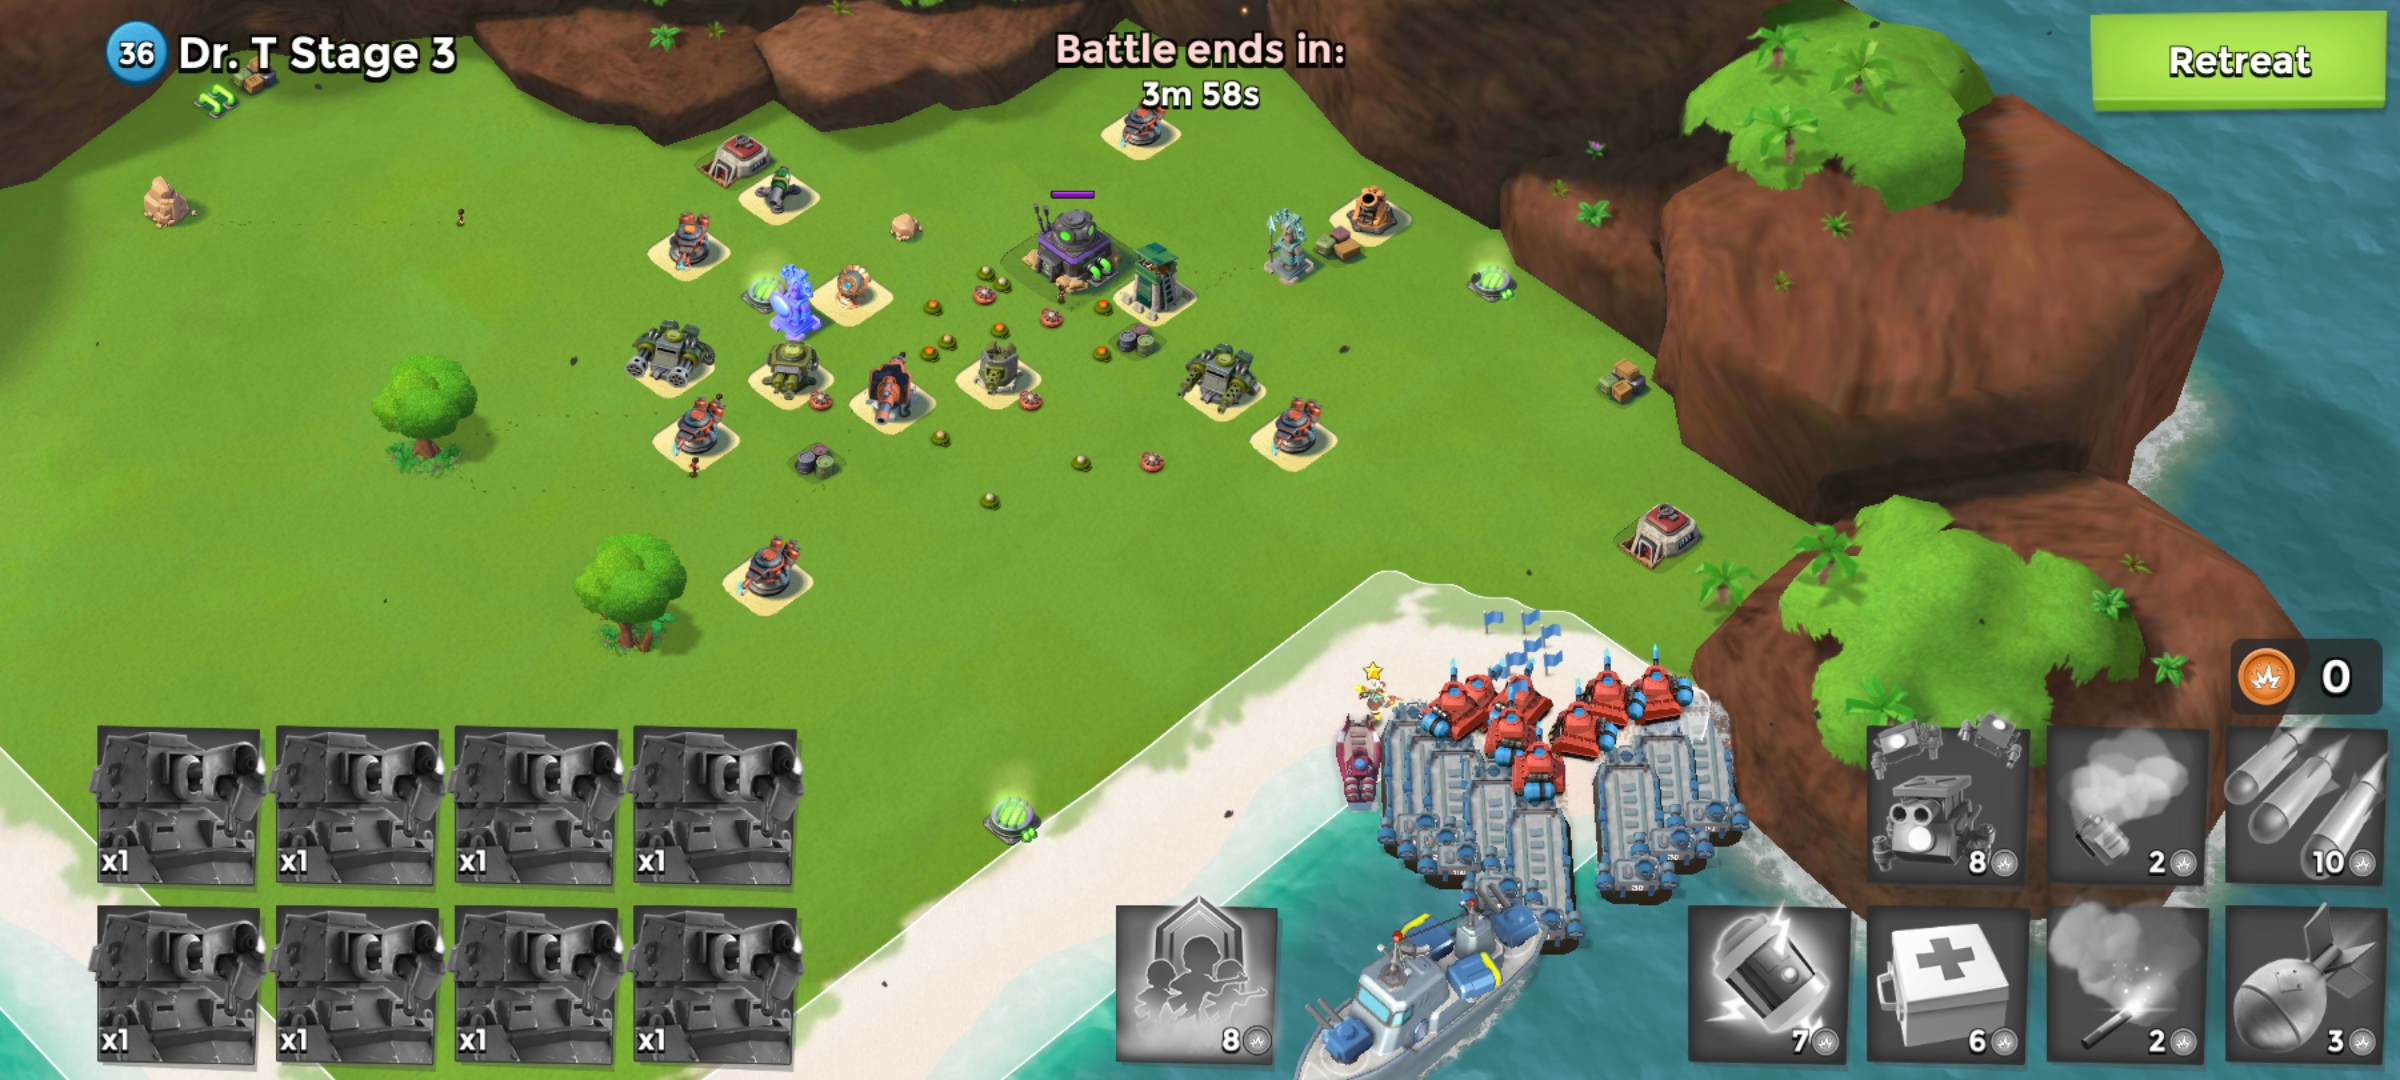 36 Dr. T Stage 3
Battle ends in:
3m 58s
Retreat
0
x1 x1 x1 x1
8 2 10
x1 x1 x1 x1
8 7 6 2 3